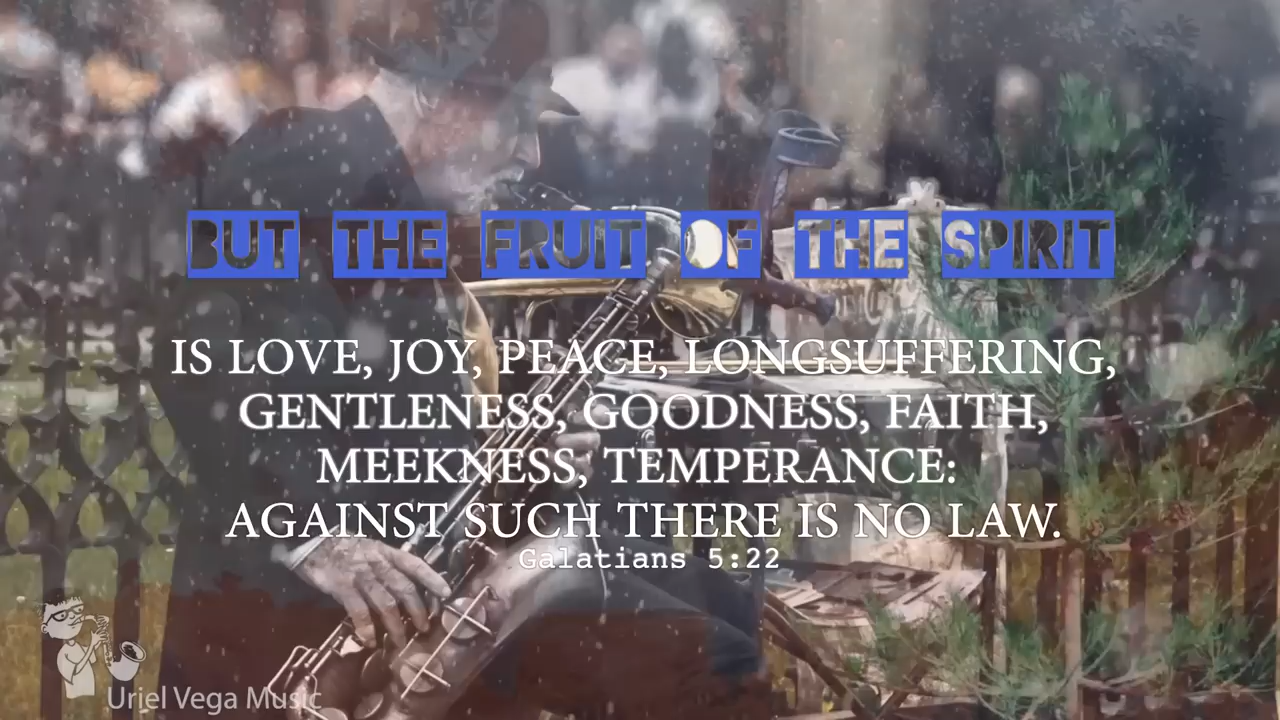 BUT THE FRUIT OF THE SPIRIT
IS LOVE, JOY, PEACE, LONGSUFFERING,
GENTLENESS, GOODNESS, FAITH,
MEEKNESS, TEMPERANCE:
AGAINST SUCH THERE IS NO LAW.
Galatians 5:22
Uriel Vega Music